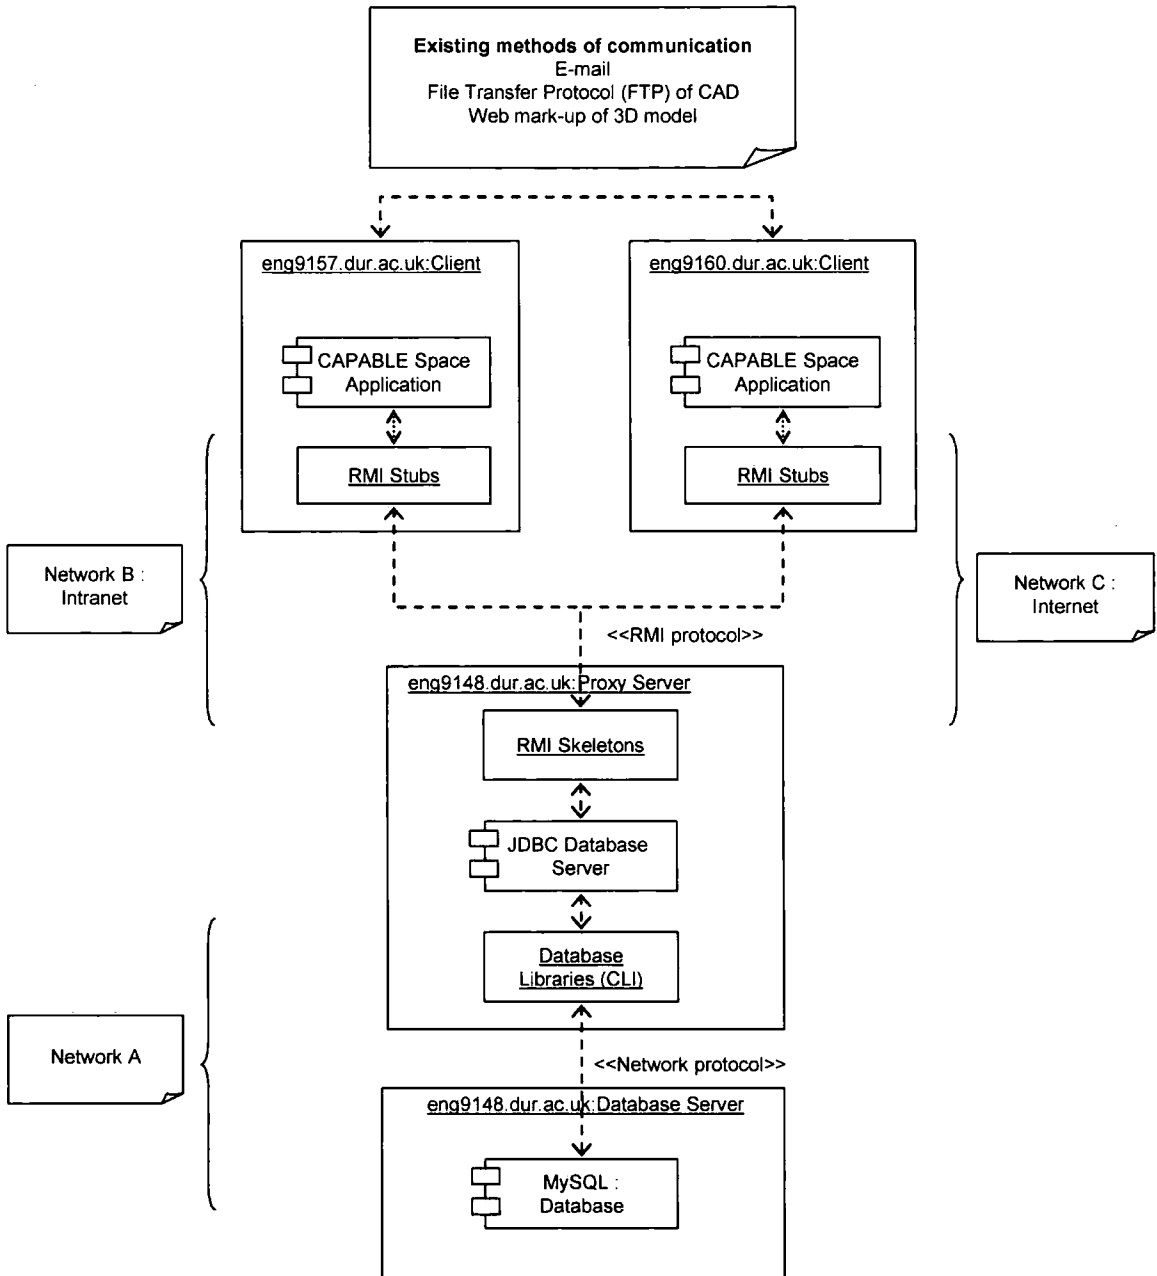 Existing methods of communication
E-mail
File Transfer Protocol (FTP) of CAD
Web mark-up of 3D model
eng9157.dur.ac.uk:Client
eng9160.dur.ac.uk:Client
CAPABLE Space
Application
CAPABLE Space
Application
RMI Stubs
RMI Stubs
Network B :
Intranet
Network C :
Internet
<<RMI protocol>>
eng9148.dur.ac.uk:Proxy Server
RMI Skeletons
JDBC Database
Server
Database
Libraries (CLI)
Network A
<<Network protocol>>
eng9148.dur.ac.uk:Database Server
MySQL :
Database